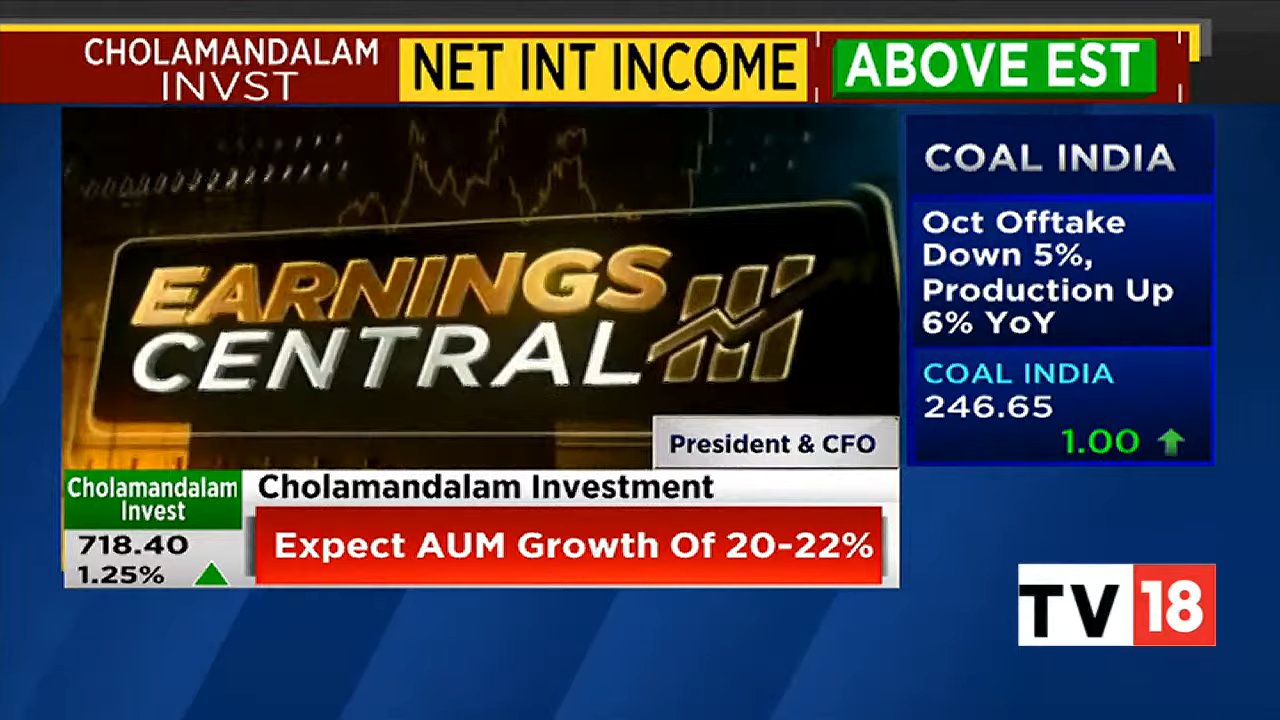 CHOLAMANDALAM
INVST
NET INT INCOME
ABOVE EST
EARNINGS
CENTRAL
COAL INDIA
Oct Offtake
Down 5%,
Production Up
6% YoY
COAL INDIA
246.65
1.00
President & CFO
Cholamandalam
Invest
718.40
1.25%
Cholamandalam Investment
Expect AUM Growth Of 20-22%
TV18